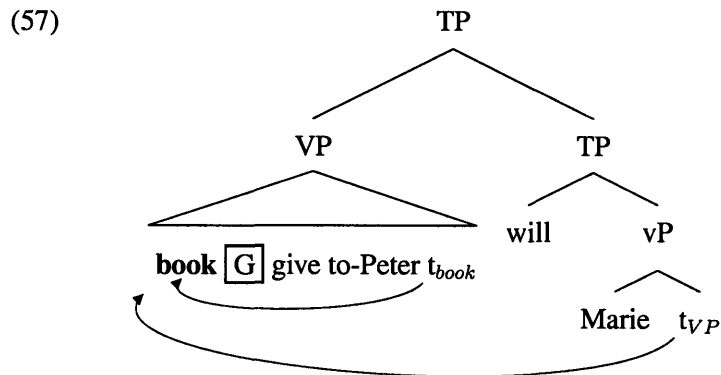 (57) TP
VP TP
will vP
book G give to-Peter t_book
Marie t_VP